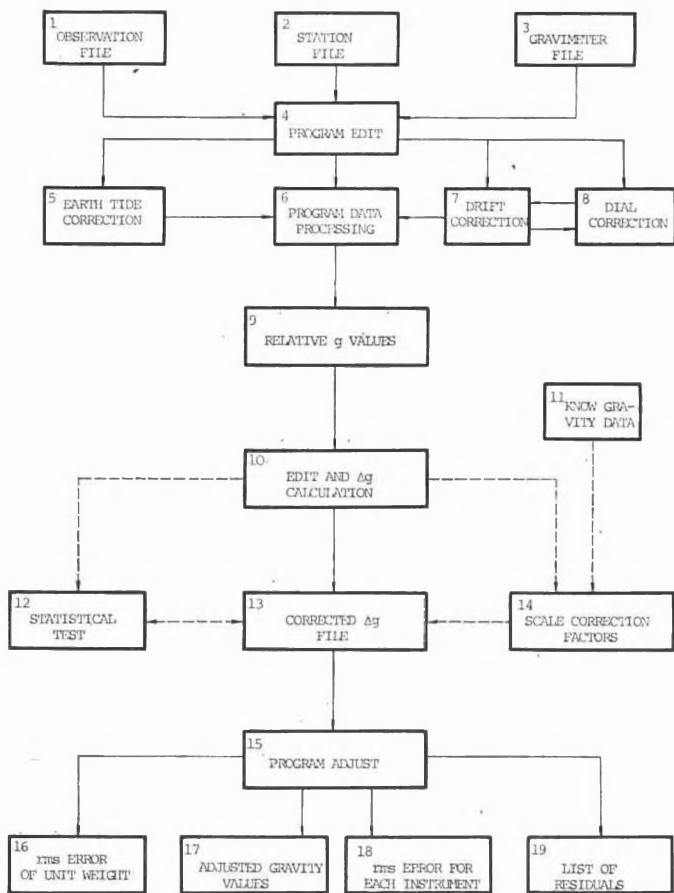 1
OBSERVATION
FILE
2
STATION
FILE
3
GRAVIMETER
FILE
4
PROGRAM EDIT
5
EARTH TIDE
CORRECTION
6
PROGRAM DATA
PROCESSING
7
DRIFT
CORRECTION
8
DIAL
CORRECTION
9
RELATIVE g VALUES
10
EDIT AND Δg
CALCULATION
11
KNOW GRA-
VITY DATA
12
STATISTICAL
TEST
13
CORRECTED Δg
FILE
14
SCALE CORRECTION
FACTORS
15
PROGRAM ADJUST
16
rms ERROR
OF UNIT WEIGHT
17
ADJUSTED GRAVITY
VALUES
18
rms ERROR FOR
EACH INSTRUMENT
19
LIST OF
RESIDUALS